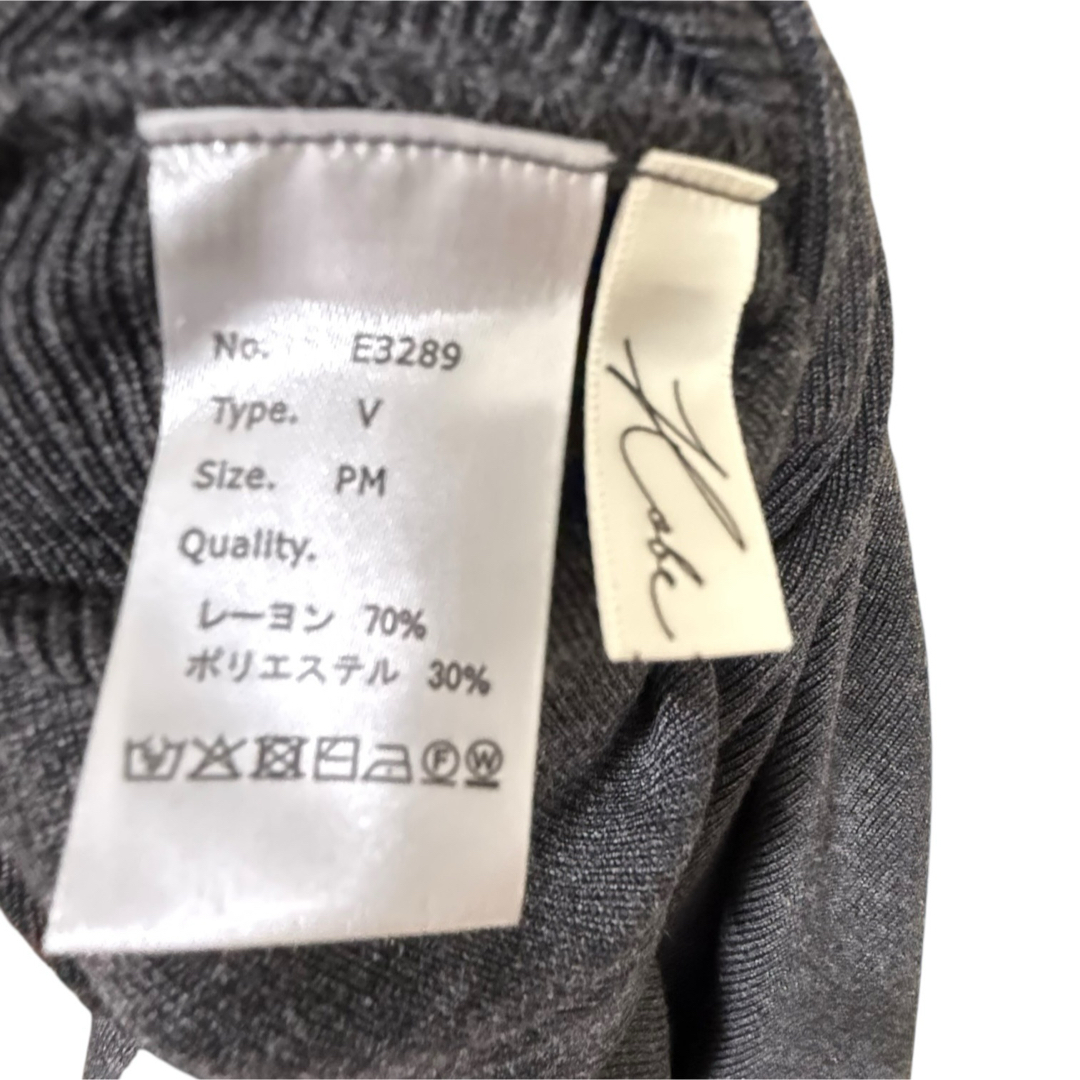 No. E3289
Type. V
Size. PM
Quality.
レーヨン 70%
ポリエステル 30%
F W